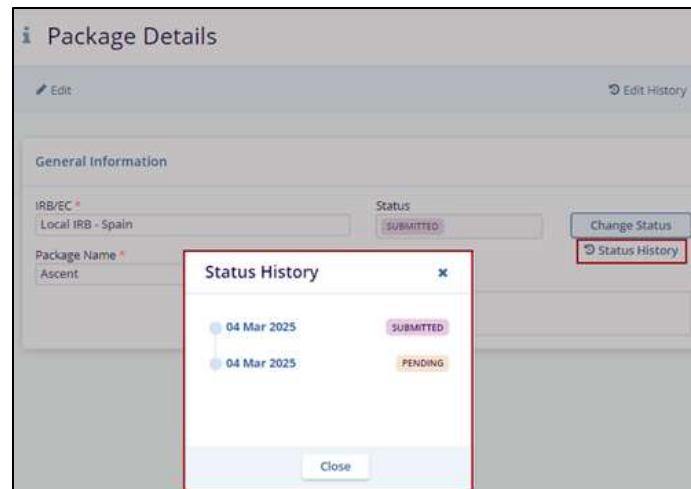 i Package Details
Edit
Edit History
General Information
IRB/EC *
Status
Local IRB - Spain
SUBMITTED
Change Status
Package Name *
Status History
Ascent
Status History
04 Mar 2025 SUBMITTED
04 Mar 2025 PENDING
Close